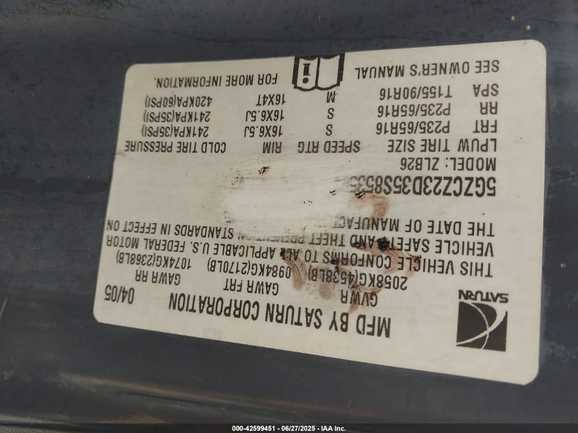 MFD BY SATURN CORPORATION
04/05
SATURN
GVWR GAWR FRT GAWR RR
2058KG(4538LB) 0984KG(2170LB) 1074KG(2368LB)
THIS VEHICLE CONFORMS TO ALL APPLICABLE U.S. FEDERAL MOTOR
VEHICLE SAFETY AND THEFT PREVENTION STANDARDS IN EFFECT ON
THE DATE OF MANUFACT
5GZCZ23D35S853
MODEL: ZLB26
LPUW TIRE SIZE SPEED RTG RIM COLD TIRE PRESSURE
FRT P235/65R16 S 16X6.5J 241KPA(35PSI)
RR P235/65R16 S 16X6.5J 241KPA(35PSI)
SPA T155/90R16 M 16X4T 420KPA(60PSI)
SEE OWNER'S MANUAL FOR MORE INFORMATION.
000-42599451 - 06/27/2025 - IAA Inc.